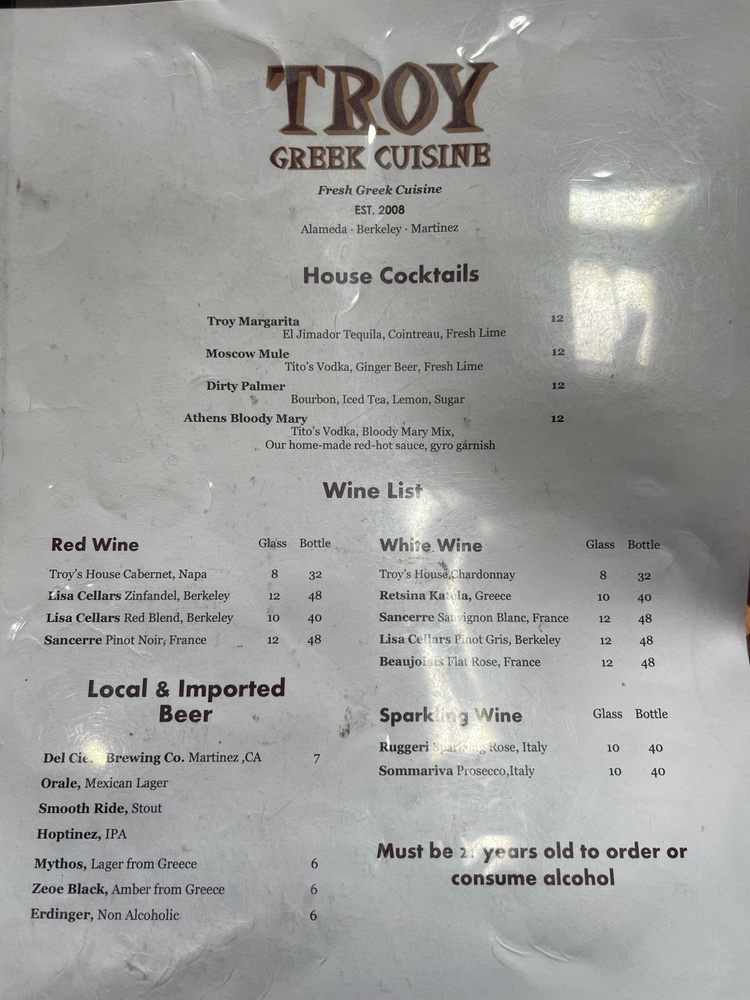 TROY
GREEK CUISINE
Fresh Greek Cuisine
EST. 2008
Alameda · Berkeley · Martinez
House Cocktails
Troy Margarita 12
El Jimador Tequila, Cointreau, Fresh Lime
Moscow Mule 12
Tito's Vodka, Ginger Beer, Fresh Lime
Dirty Palmer 12
Bourbon, Iced Tea, Lemon, Sugar
Athens Bloody Mary 12
Tito's Vodka, Bloody Mary Mix,
Our home-made red-hot sauce, gyro garnish
Wine List
Red Wine Glass Bottle
Troy's House Cabernet, Napa 8 32
Lisa Cellars Zinfandel, Berkeley 12 48
Lisa Cellars Red Blend, Berkeley 10 40
Sancerre Pinot Noir, France 12 48
Local & Imported
Beer
Del Brewing Co. Martinez ,CA 7
Orale, Mexican Lager
Smooth Ride, Stout
Hoptinez, IPA
Mythos, Lager from Greece 6
Zeoe Black, Amber from Greece 6
Erdinger, Non Alcoholic 6
White Wine Glass Bottle
Troy's House,Chardonnay 8 32
Retsina Greece 10 40
Sancerre Sauvignon Blanc, France 12 48
Lisa Cellars Pinot Gris, Berkeley 12 48
Beaujolais Flat Rose, France 12 48
Sparkling Wine Glass Bottle
Ruggeri Sparkling Rose, Italy 10 40
Sommariva Prosecco,Italy 10 40
Must be 21 years old to order or
consume alcohol